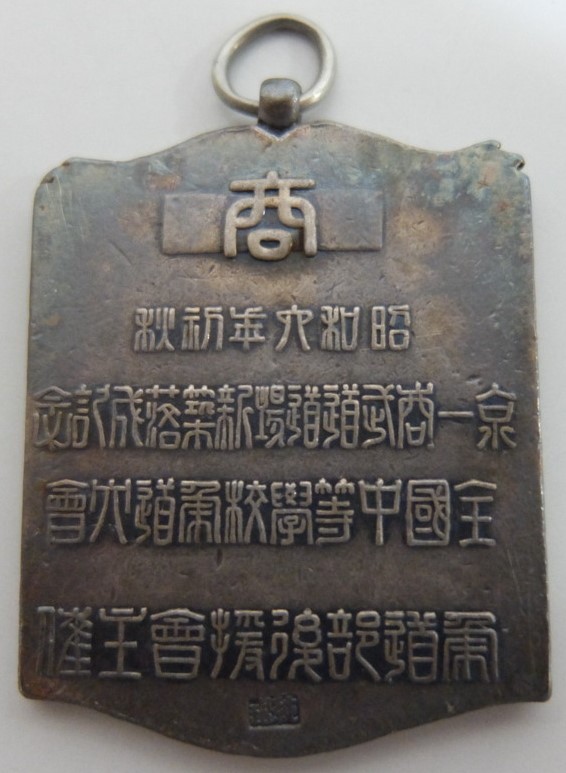 商
昭和六年初秋
京一商武道道場新築落成記念
全國中等學校柔道大會
柔道部後援會主催